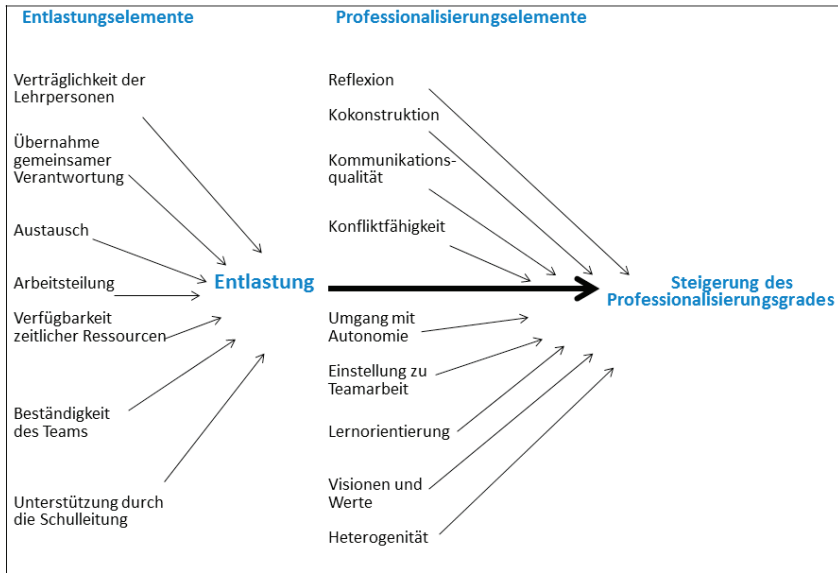 Entlastungselemente
Verträglichkeit der
Lehrpersonen
Übernahme
gemeinsamer
Verantwortung
Austausch
Arbeitsteilung
Verfügbarkeit
zeitlicher Ressourcen
Beständigkeit
des Teams
Unterstützung durch
die Schulleitung
Entlastung
Professionalisierungselemente
Reflexion
Kokonstruktion
Kommunikations-
qualität
Konfliktfähigkeit
Umgang mit
Autonomie
Einstellung zu
Teamarbeit
Lernorientierung
Visionen und
Werte
Heterogenität
Steigerung des
Professionalisierungsgrades